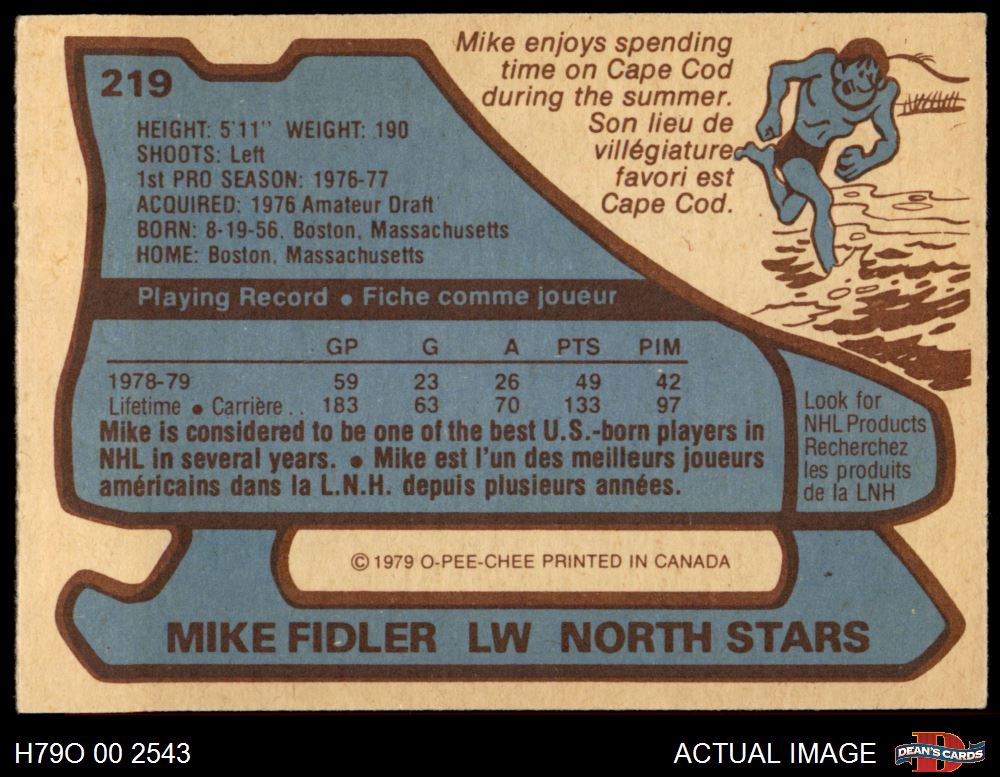 219
Mike enjoys spending
time on Cape Cod
during the summer.
Son lieu de
villégiature
favori est
Cape Cod.
HEIGHT: 5'11" WEIGHT: 190
SHOOTS: Left
1st PRO SEASON: 1976-77
ACQUIRED: 1976 Amateur Draft
BORN: 8-19-56, Boston, Massachusetts
HOME: Boston, Massachusetts
Playing Record • Fiche comme joueur
GP G A PTS PIM
1978-79 59 23 26 49 42
Lifetime • Carrière . . 183 63 70 133 97
Mike is considered to be one of the best U.S.-born players in
NHL in several years. • Mike est l'un des meilleurs joueurs
américains dans la L.N.H. depuis plusieurs années.
Look for
NHL Products
Recherchez
les produits
de la LNH
© 1979 O-PEE-CHEE PRINTED IN CANADA
MIKE FIDLER LW NORTH STARS
H79O 00 2543
ACTUAL IMAGE
D
DEAN'S CARDS